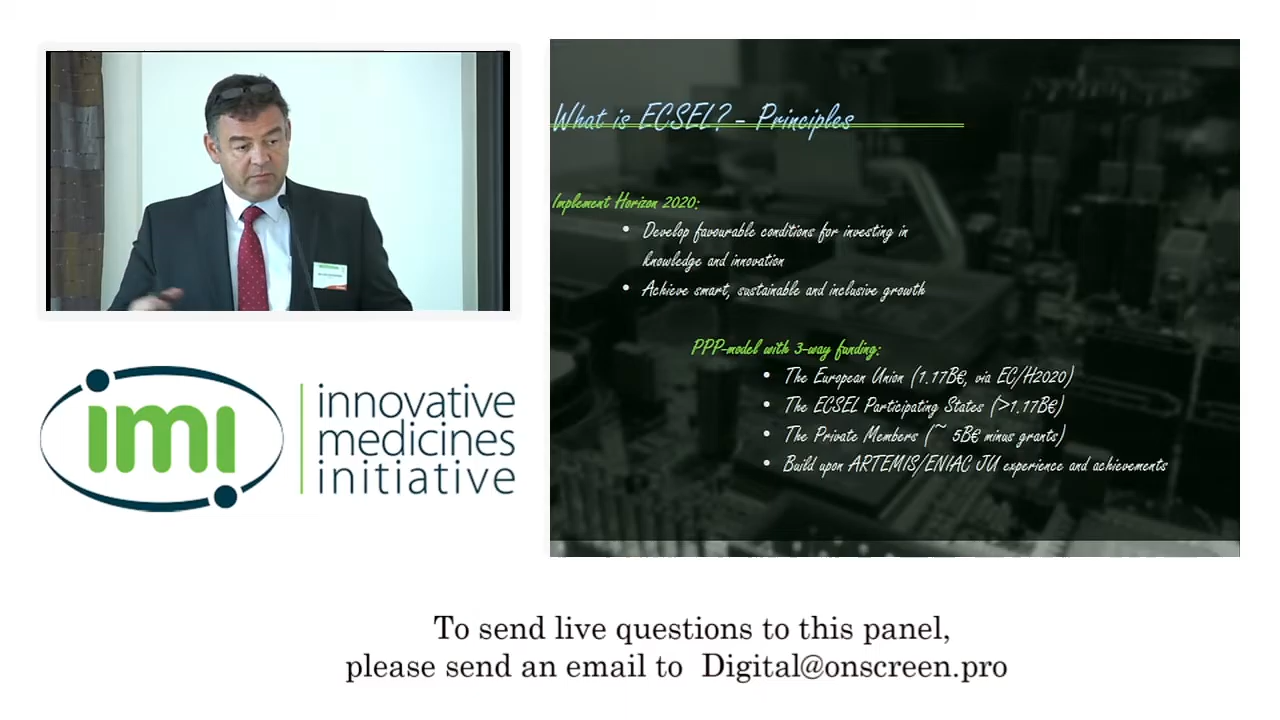 What is ECSEL? - Principles
Implement Horizon 2020:
• Develop favourable conditions for investing in
knowledge and innovation
• Achieve smart, sustainable and inclusive growth
PPP-model with 3-way funding:
• The European Union (1.17B€, via EC/H2020)
• The ECSEL Participating States (>1.17B€)
• The Private Members (~ 5B€ minus grants)
• Build upon ARTEMIS/ENIAC JU experience and achievements
imi
innovative
medicines
initiative
To send live questions to this panel,
please send an email to Digital@onscreen.pro